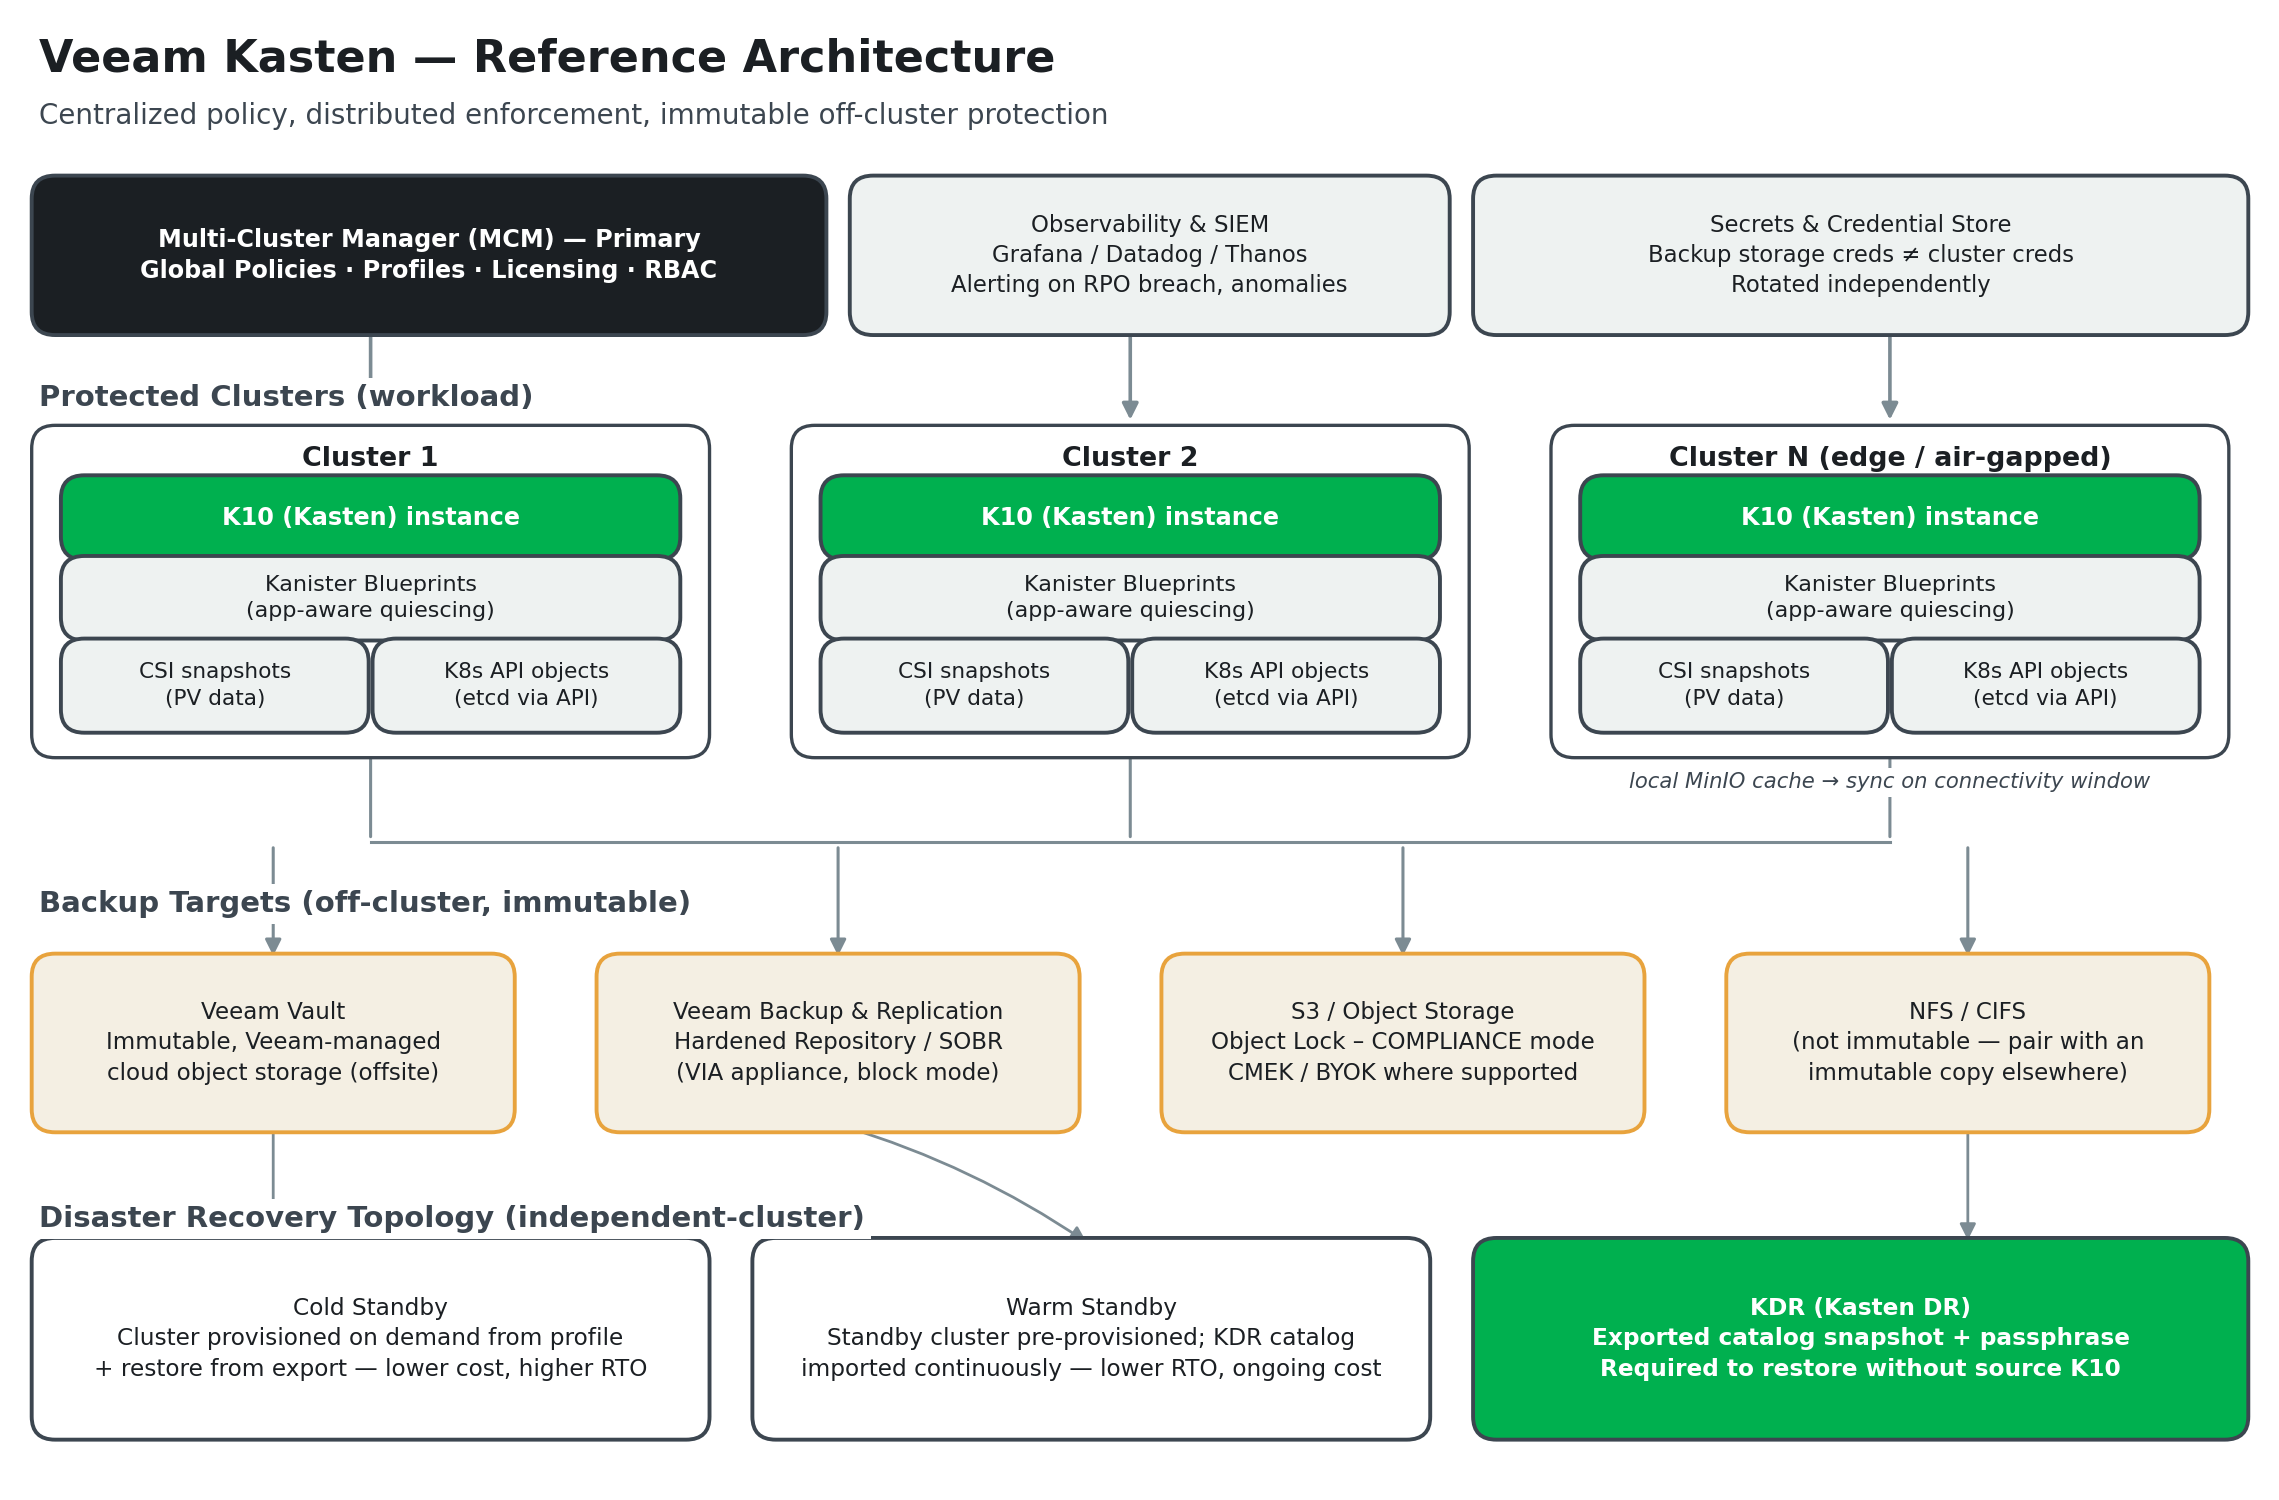 Veeam Kasten — Reference Architecture
Centralized policy, distributed enforcement, immutable off-cluster protection
Multi-Cluster Manager (MCM) — Primary
Global Policies · Profiles · Licensing · RBAC
Observability & SIEM
Grafana / Datadog / Thanos
Alerting on RPO breach, anomalies
Secrets & Credential Store
Backup storage creds ≠ cluster creds
Rotated independently
Protected Clusters (workload)
Cluster 1
K10 (Kasten) instance
Kanister Blueprints
(app-aware quiescing)
CSI snapshots
(PV data)
K8s API objects
(etcd via API)
Cluster 2
K10 (Kasten) instance
Kanister Blueprints
(app-aware quiescing)
CSI snapshots
(PV data)
K8s API objects
(etcd via API)
Cluster N (edge / air-gapped)
K10 (Kasten) instance
Kanister Blueprints
(app-aware quiescing)
CSI snapshots
(PV data)
K8s API objects
(etcd via API)
local MinIO cache → sync on connectivity window
Backup Targets (off-cluster, immutable)
Veeam Vault
Immutable, Veeam-managed
cloud object storage (offsite)
Veeam Backup & Replication
Hardened Repository / SOBR
(VIA appliance, block mode)
S3 / Object Storage
Object Lock – COMPLIANCE mode
CMEK / BYOK where supported
NFS / CIFS
(not immutable — pair with an
immutable copy elsewhere)
Disaster Recovery Topology (independent-cluster)
Cold Standby
Cluster provisioned on demand from profile
+ restore from export — lower cost, higher RTO
Warm Standby
Standby cluster pre-provisioned; KDR catalog
imported continuously — lower RTO, ongoing cost
KDR (Kasten DR)
Exported catalog snapshot + passphrase
Required to restore without source K10